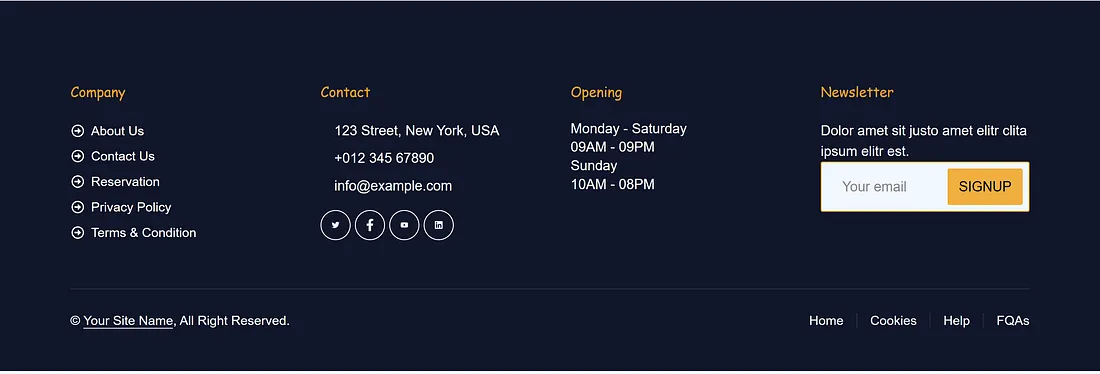 Company
About Us
Contact Us
Reservation
Privacy Policy
Terms & Condition
Contact
123 Street, New York, USA
+012 345 67890
info@example.com
Opening
Monday - Saturday
09AM - 09PM
Sunday
10AM - 08PM
Newsletter
Dolor amet sit justo amet elitr clita
ipsum elitr est.
Your email
SIGNUP
© Your Site Name, All Right Reserved.
Home
Cookies
Help
FQAs